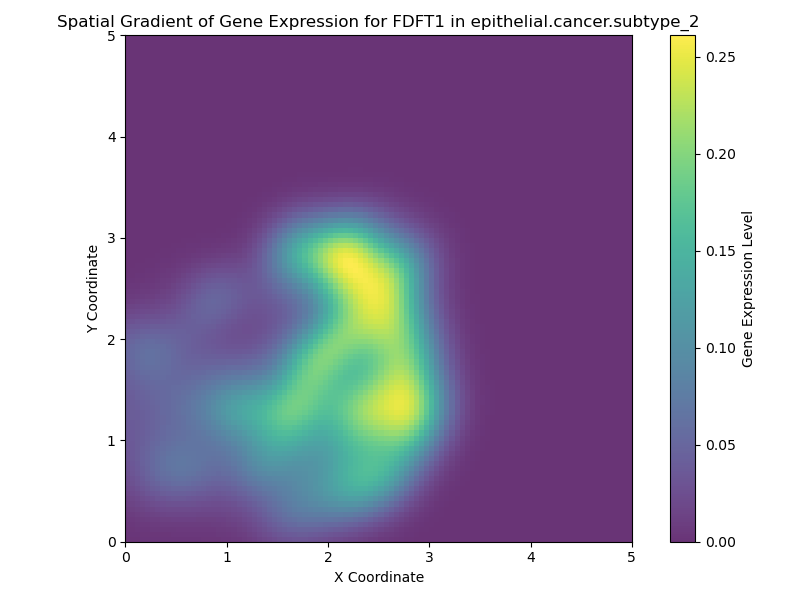 Spatial Gradient of Gene Expression for FDFT1 in epithelial.cancer.subtype_2
5
4
3
2
1
0
Y Coordinate
0 1 2 3 4 5
X Coordinate
0.25
0.20
0.15
0.10
0.05
0.00
Gene Expression Level